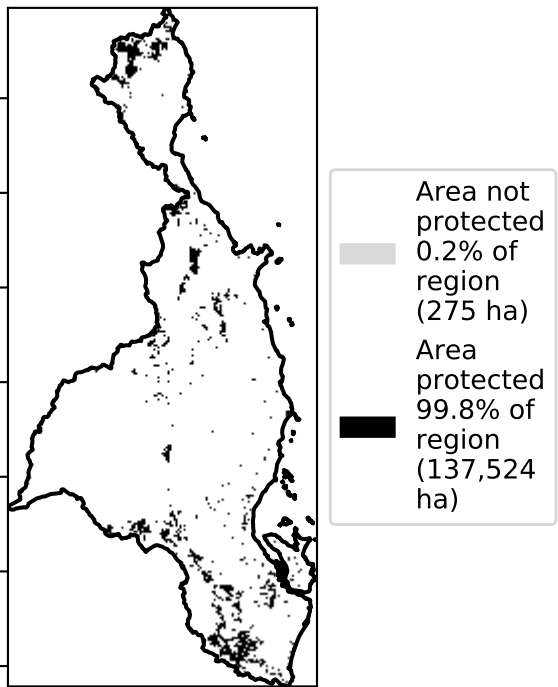 Area not
protected
0.2% of
region
(275 ha)
Area
protected
99.8% of
region
(137,524
ha)